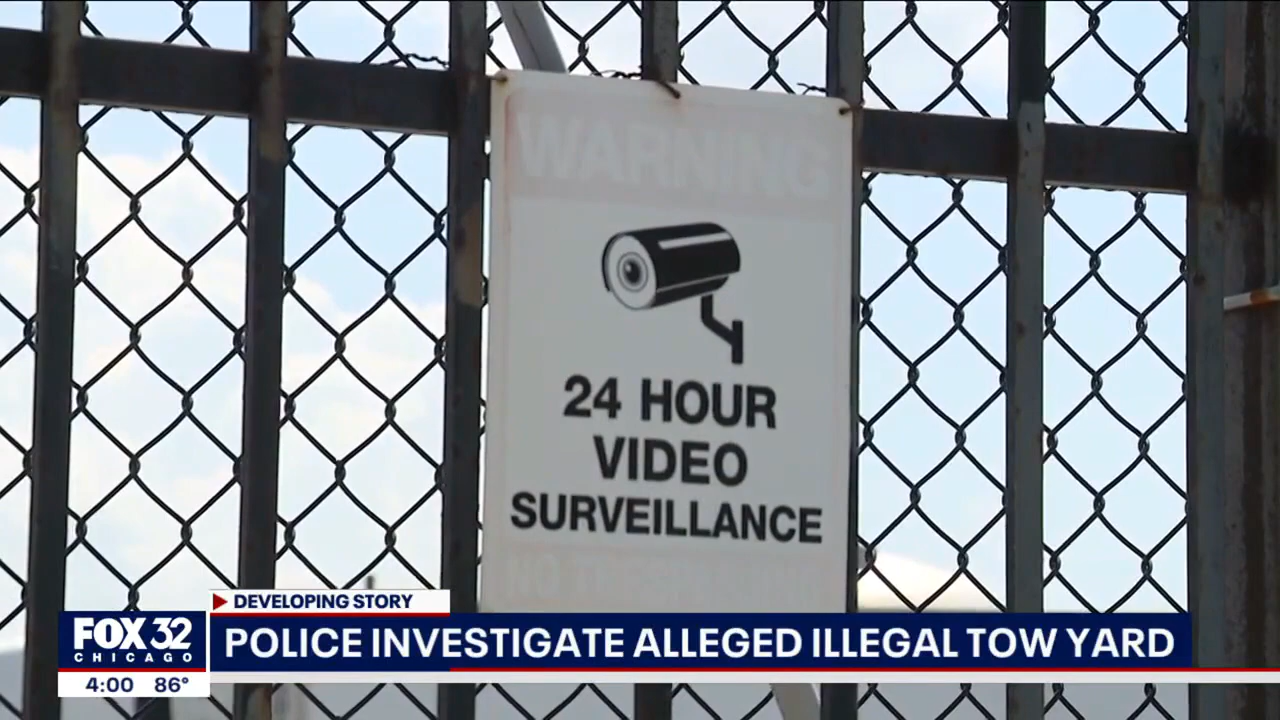 WARNING
24 HOUR
VIDEO
SURVEILLANCE
DEVELOPING STORY
FOX 32
CHICAGO
POLICE INVESTIGATE ALLEGED ILLEGAL TOW YARD
4:00 86°